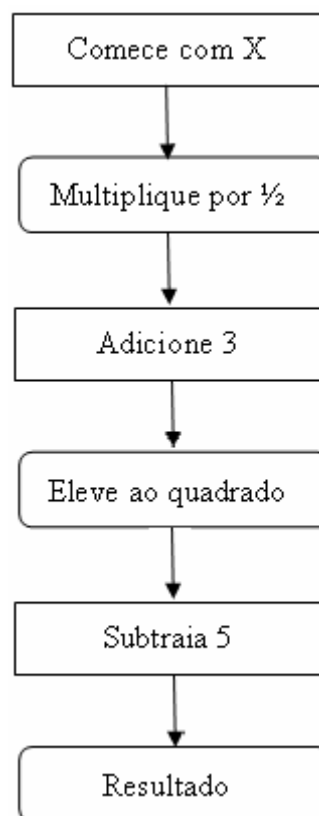 Comece com X
Multiplique por ½
Adicione 3
Eleve ao quadrado
Subtraia 5
Resultado